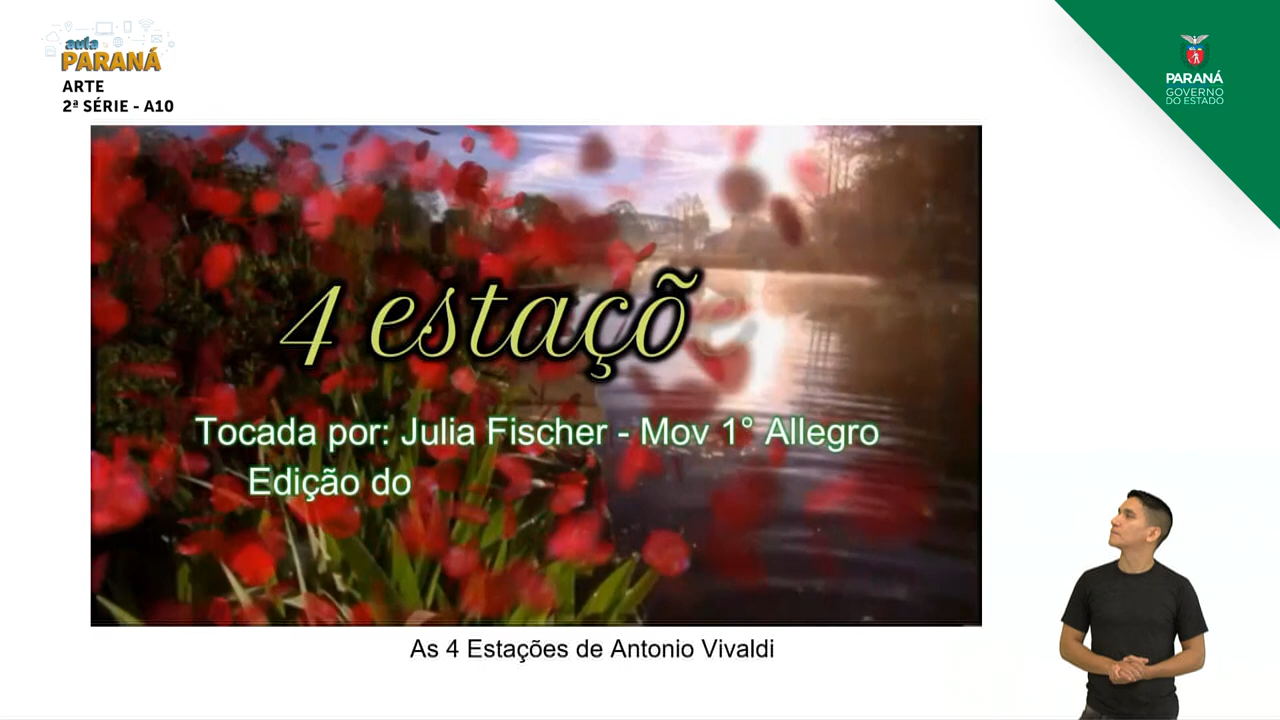 aula
PARANÁ
ARTE
2ª SÉRIE - A10
PARANÁ
GOVERNO
DO ESTADO
4 estaçõ
Tocada por: Julia Fischer - Mov 1° Allegro
Edição do
As 4 Estações de Antonio Vivaldi